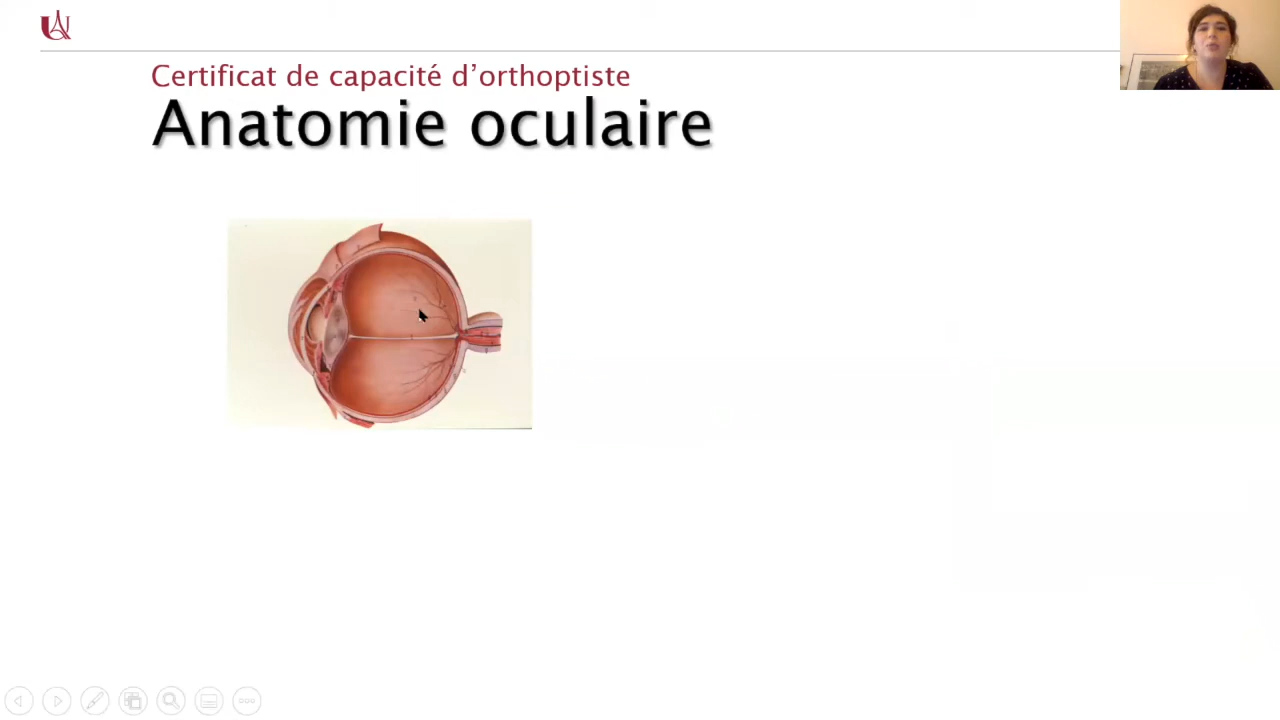 Certificat de capacité d’orthoptiste
Anatomie oculaire